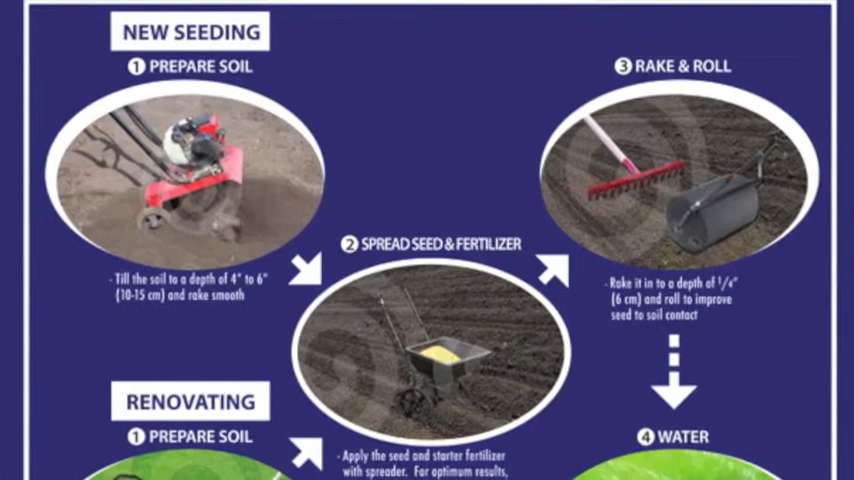 NEW SEEDING
1 PREPARE SOIL
- Till the soil to a depth of 4" to 6"
(10-15 cm) and rake smooth
2 SPREAD SEED & FERTILIZER
- Apply the seed and starter fertilizer
with spreader. For optimum results,
3 RAKE & ROLL
- Rake it in to a depth of 1/4"
(6 cm) and roll to improve
seed to soil contact
4 WATER
RENOVATING
1 PREPARE SOIL